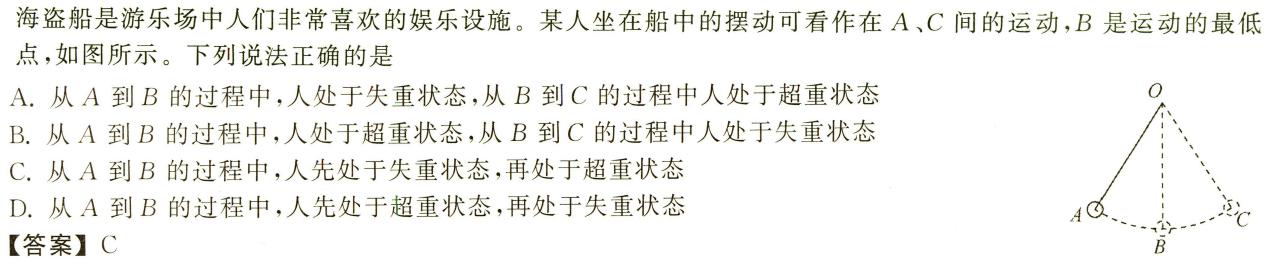 海盗船是游乐场中人们非常喜欢的娱乐设施。某人坐在船中的摆动可看作在 A、C 间的运动,B 是运动的最低
点,如图所示。下列说法正确的是
A. 从 A 到 B 的过程中,人处于失重状态,从 B 到 C 的过程中人处于超重状态
B. 从 A 到 B 的过程中,人处于超重状态,从 B 到 C 的过程中人处于失重状态
C. 从 A 到 B 的过程中,人先处于失重状态,再处于超重状态
D. 从 A 到 B 的过程中,人先处于超重状态,再处于失重状态
【答案】C
O
A
C
B